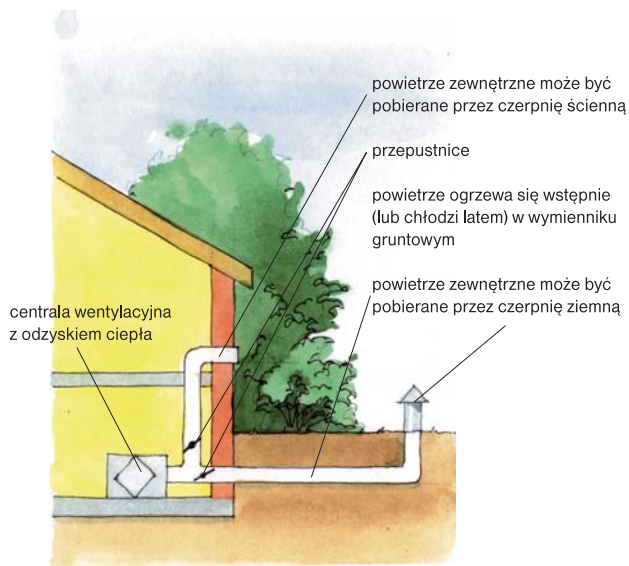 powietrze zewnętrzne może być
pobierane przez czerpnię ścienną
przepustnice
powietrze ogrzewa się wstępnie
(lub chłodzi latem) w wymienniku
gruntowym
powietrze zewnętrzne może być
pobierane przez czerpnię ziemną
centrala wentylacyjna
z odzyskiem ciepła